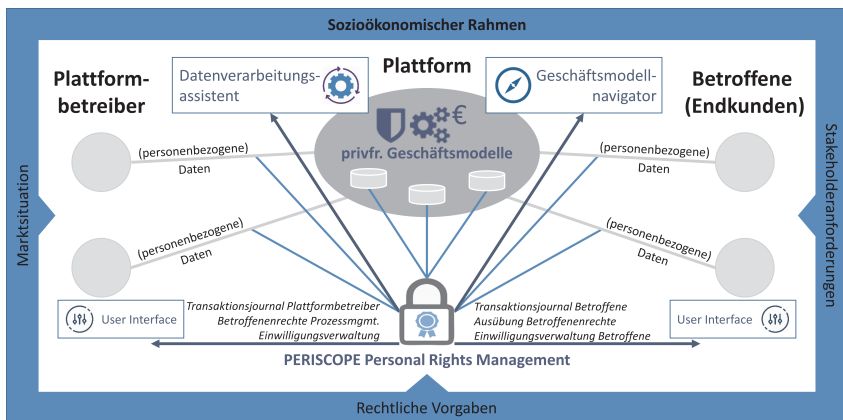 Sozioökonomischer Rahmen
Plattform-
betreiber
Datenverarbeitungs-
assistent
Plattform
Geschäftsmodell-
navigator
Betroffene
(Endkunden)
€
privfr. Geschäftsmodelle
(personenbezogene)
Daten
(personenbezogene)
Daten
(personenbezogene)
Daten
(personenbezogene)
Daten
Marktsituation
Stakeholderanforderungen
User Interface
Transaktionsjournal Plattformbetreiber
Betroffenenrechte Prozessmgmt.
Einwilligungsverwaltung
Transaktionsjournal Betroffene
Ausübung Betroffenenrechte
Einwilligungsverwaltung Betroffene
User Interface
PERISCOPE Personal Rights Management
Rechtliche Vorgaben